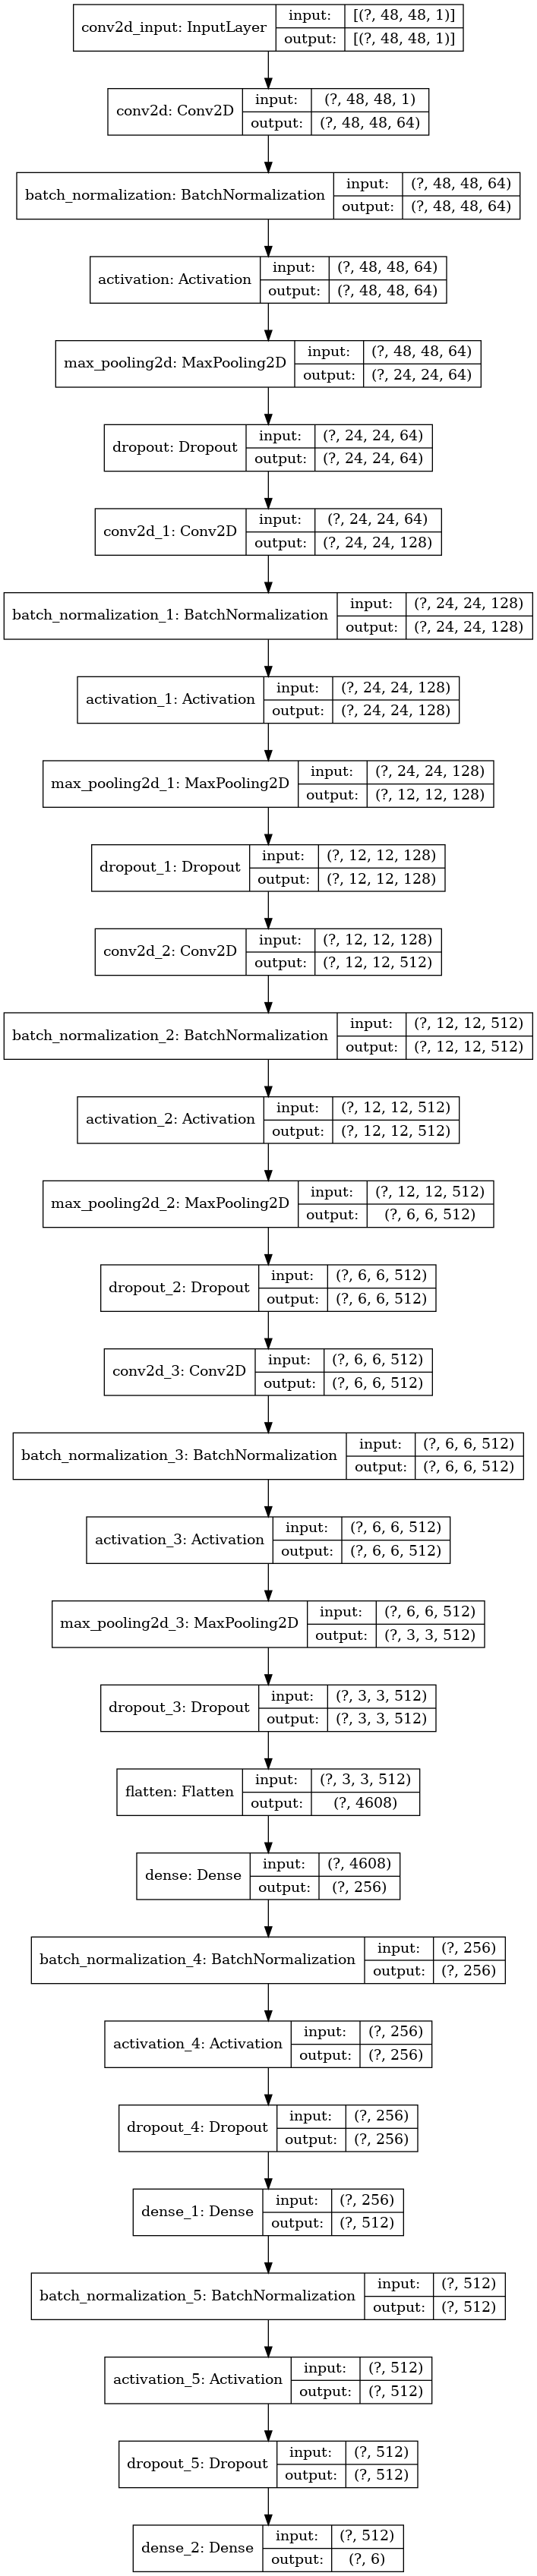 conv2d_input: InputLayer input: [(?, 48, 48, 1)]
output: [(?, 48, 48, 1)]
conv2d: Conv2D input: (?, 48, 48, 1)
output: (?, 48, 48, 64)
batch_normalization: BatchNormalization input: (?, 48, 48, 64)
output: (?, 48, 48, 64)
activation: Activation input: (?, 48, 48, 64)
output: (?, 48, 48, 64)
max_pooling2d: MaxPooling2D input: (?, 48, 48, 64)
output: (?, 24, 24, 64)
dropout: Dropout input: (?, 24, 24, 64)
output: (?, 24, 24, 64)
conv2d_1: Conv2D input: (?, 24, 24, 64)
output: (?, 24, 24, 128)
batch_normalization_1: BatchNormalization input: (?, 24, 24, 128)
output: (?, 24, 24, 128)
activation_1: Activation input: (?, 24, 24, 128)
output: (?, 24, 24, 128)
max_pooling2d_1: MaxPooling2D input: (?, 24, 24, 128)
output: (?, 12, 12, 128)
dropout_1: Dropout input: (?, 12, 12, 128)
output: (?, 12, 12, 128)
conv2d_2: Conv2D input: (?, 12, 12, 128)
output: (?, 12, 12, 512)
batch_normalization_2: BatchNormalization input: (?, 12, 12, 512)
output: (?, 12, 12, 512)
activation_2: Activation input: (?, 12, 12, 512)
output: (?, 12, 12, 512)
max_pooling2d_2: MaxPooling2D input: (?, 12, 12, 512)
output: (?, 6, 6, 512)
dropout_2: Dropout input: (?, 6, 6, 512)
output: (?, 6, 6, 512)
conv2d_3: Conv2D input: (?, 6, 6, 512)
output: (?, 6, 6, 512)
batch_normalization_3: BatchNormalization input: (?, 6, 6, 512)
output: (?, 6, 6, 512)
activation_3: Activation input: (?, 6, 6, 512)
output: (?, 6, 6, 512)
max_pooling2d_3: MaxPooling2D input: (?, 6, 6, 512)
output: (?, 3, 3, 512)
dropout_3: Dropout input: (?, 3, 3, 512)
output: (?, 3, 3, 512)
flatten: Flatten input: (?, 3, 3, 512)
output: (?, 4608)
dense: Dense input: (?, 4608)
output: (?, 256)
batch_normalization_4: BatchNormalization input: (?, 256)
output: (?, 256)
activation_4: Activation input: (?, 256)
output: (?, 256)
dropout_4: Dropout input: (?, 256)
output: (?, 256)
dense_1: Dense input: (?, 256)
output: (?, 512)
batch_normalization_5: BatchNormalization input: (?, 512)
output: (?, 512)
activation_5: Activation input: (?, 512)
output: (?, 512)
dropout_5: Dropout input: (?, 512)
output: (?, 512)
dense_2: Dense input: (?, 512)
output: (?, 6)